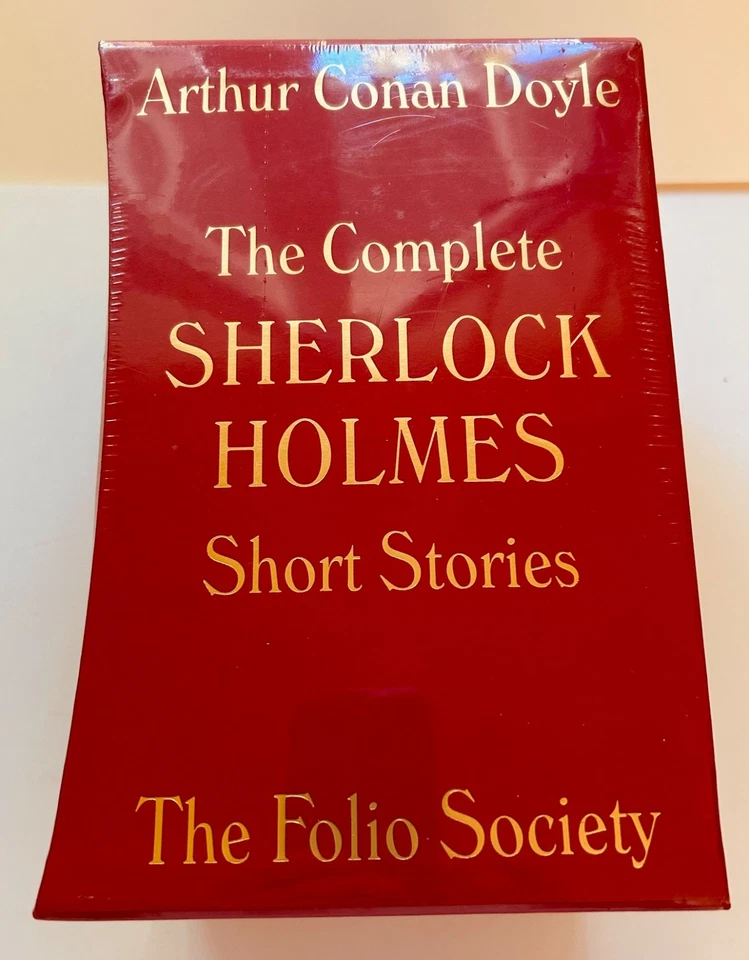 Arthur Conan Doyle
The Complete
SHERLOCK
HOLMES
Short Stories
The Folio Society